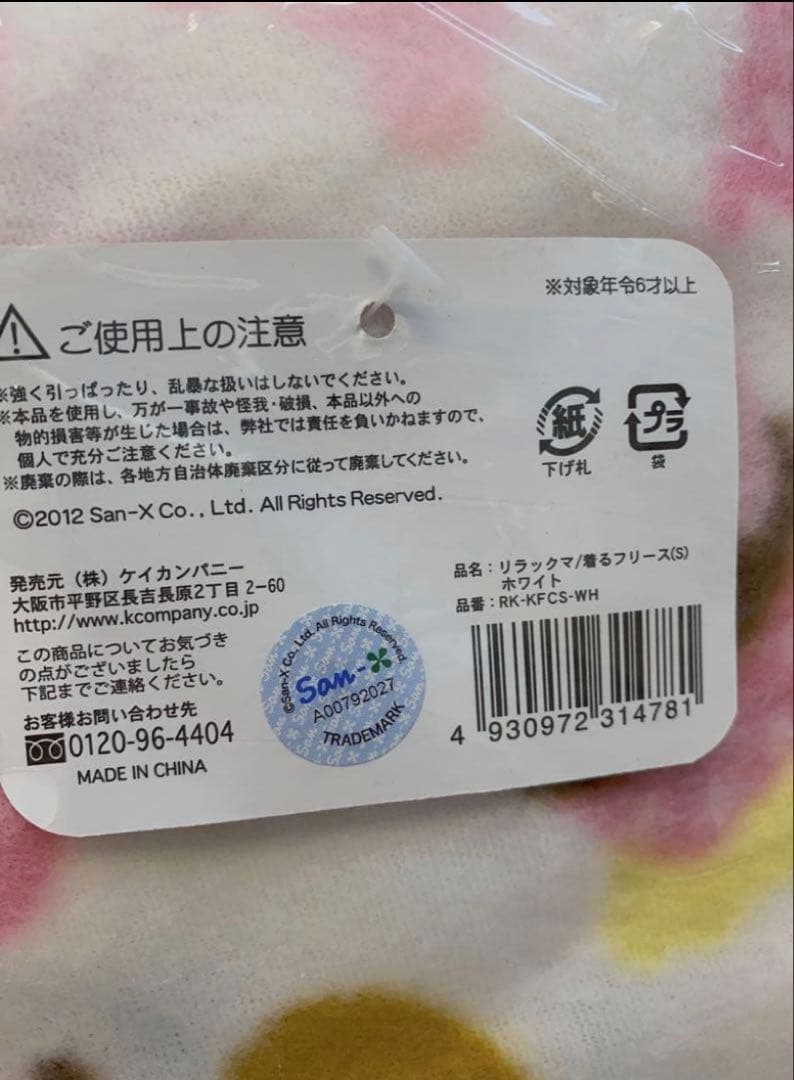 ※対象年令6才以上
ご使用上の注意
※強く引っぱったり、乱暴な扱いはしないでください。
※本品を使用し、万が一事故や怪我・破損、本品以外への
物的損害等が生じた場合は、弊社では責任を負いかねますので、
個人で充分ご注意ください。
※廃棄の際は、各地方自治体廃棄区分に従って廃棄してください。
©2012 San-X Co., Ltd. All Rights Reserved.
紙
下げ札
プラ
袋
発売元（株）ケイカンパニー
大阪市平野区長吉長原2丁目 2-60
http://www.kcompany.co.jp
この商品についてお気づき
の点がございましたら
下記までご連絡ください。
お客様お問い合わせ先
0120-96-4404
MADE IN CHINA
©San-X Co., Ltd. All Rights Reserved.
San-X
A00792027
TRADEMARK
品名：リラックマ/着るフリース(S)
ホワイト
品番：RK-KFCS-WH
4 930972 314781